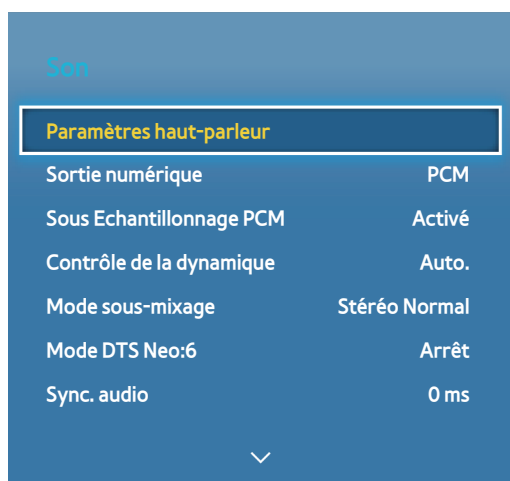 Son
Paramètres haut-parleur
Sortie numérique PCM
Sous Echantillonnage PCM Activé
Contrôle de la dynamique Auto.
Mode sous-mixage Stéréo Normal
Mode DTS Neo:6 Arrêt
Sync. audio 0 ms